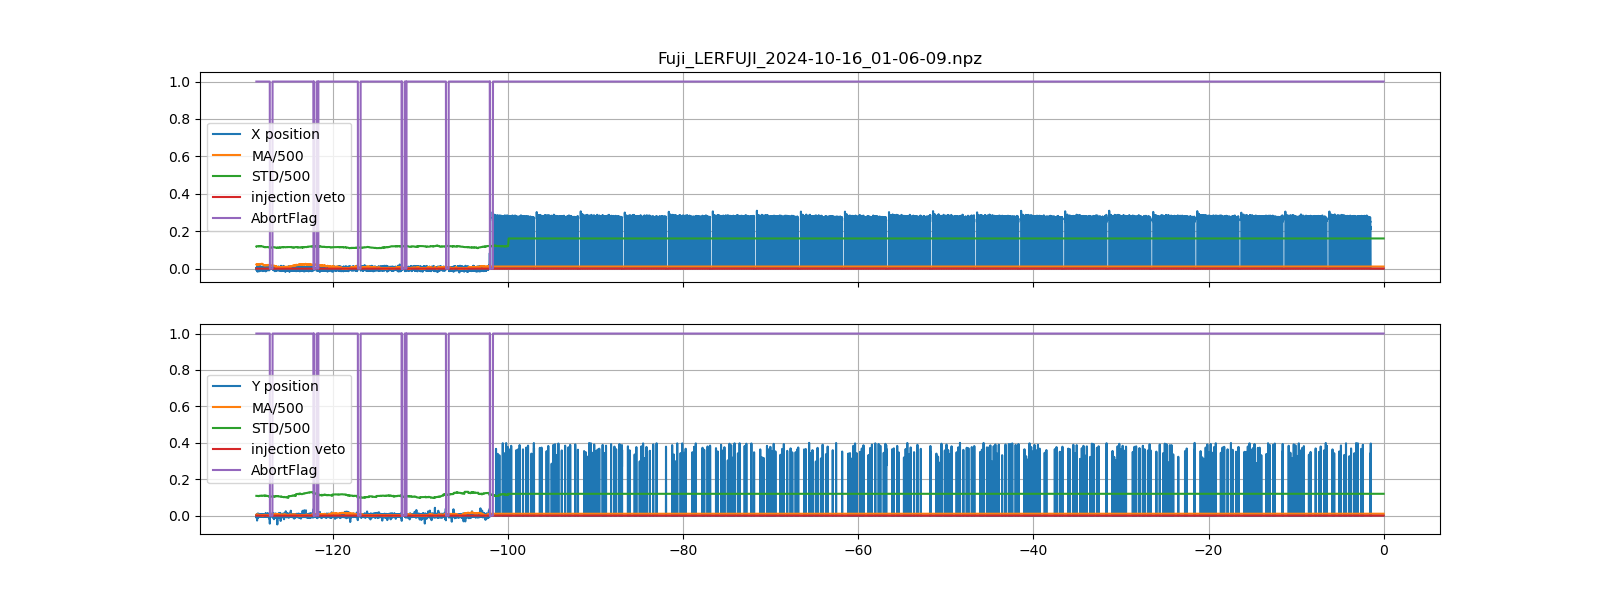 Fuji_LERFUJI_2024-10-16_01-06-09.npz
1.0
0.8
0.6
0.4
0.2
0.0
X position
MA/500
STD/500
injection veto
AbortFlag
1.0
0.8
0.6
0.4
0.2
0.0
Y position
MA/500
STD/500
injection veto
AbortFlag
−120 −100 −80 −60 −40 −20 0